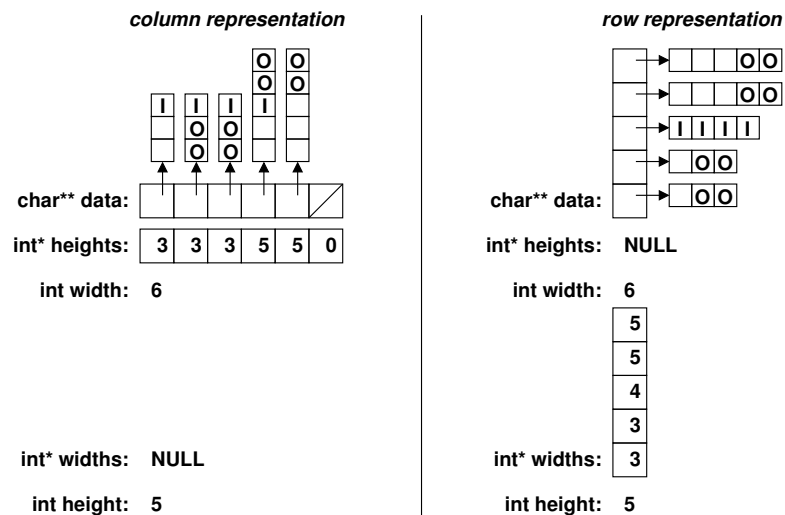 column representation
O O
O O
I I I I
O O
O O
char** data:
int* heights: 3 3 3 5 5 0
int width: 6
int* widths: NULL
int height: 5
row representation
O O
O O
I I I I
O O
O O
char** data:
int* heights: NULL
int width: 6
5
5
4
3
int* widths: 3
int height: 5